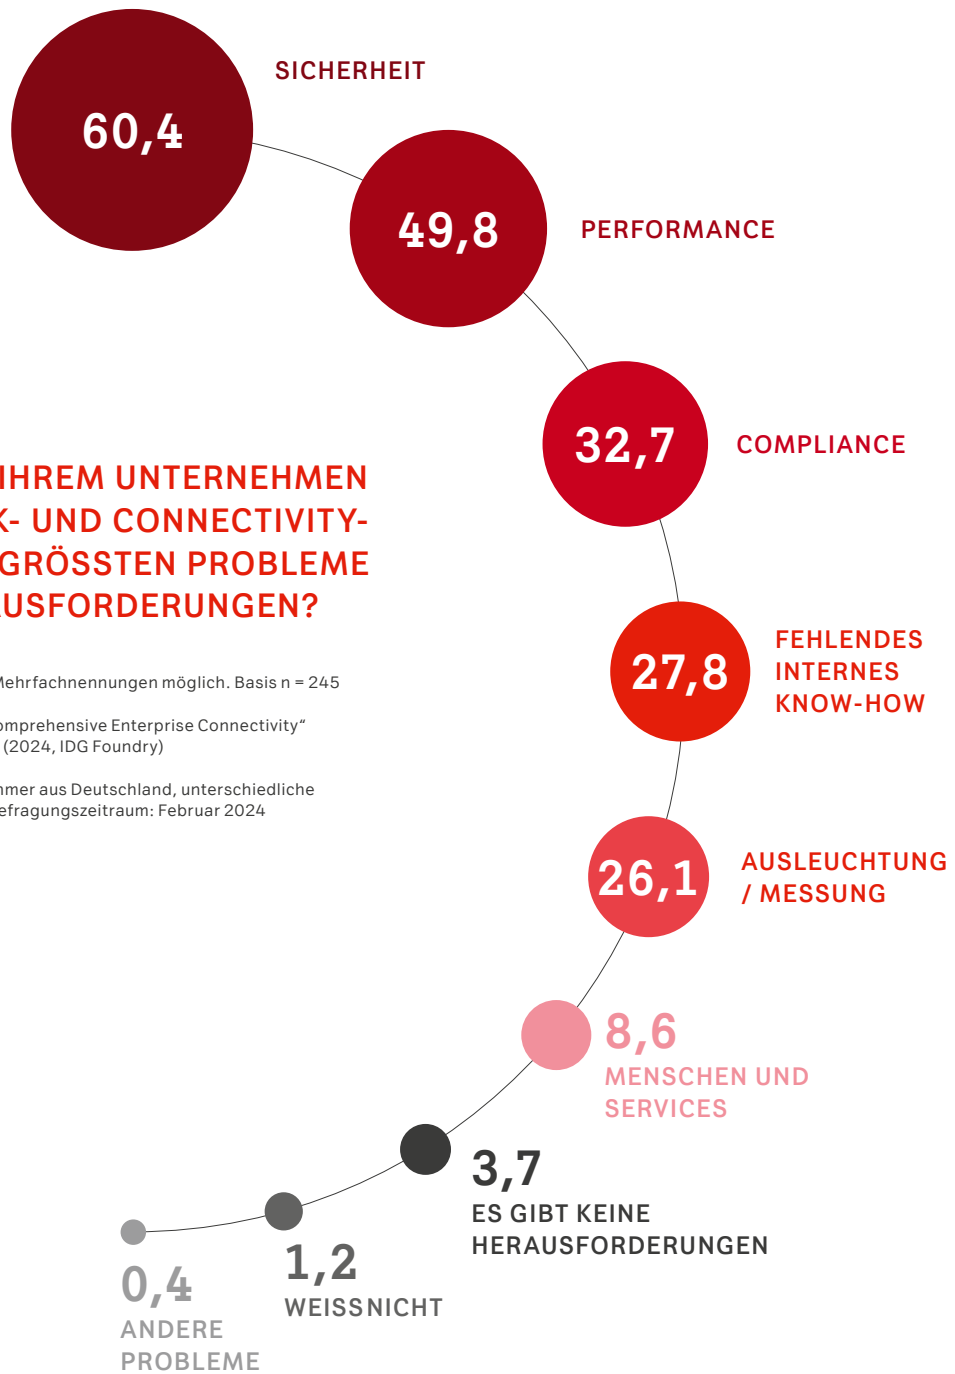 60,4
SICHERHEIT
49,8
PERFORMANCE
32,7
COMPLIANCE
IHREM UNTERNEHMEN
K- UND CONNECTIVITY-
GRÖSSTEN PROBLEME
AUSFORDERUNGEN?
Mehrfachnennungen möglich. Basis n = 245
omprehensive Enterprise Connectivity“
(2024, IDG Foundry)
mer aus Deutschland, unterschiedliche
efragungszeitraum: Februar 2024
27,8
FEHLENDES
INTERNES
KNOW-HOW
26,1
AUSLEUCHTUNG
/ MESSUNG
8,6
MENSCHEN UND
SERVICES
3,7
ES GIBT KEINE
HERAUSFORDERUNGEN
1,2
WEISS NICHT
0,4
ANDERE
PROBLEME